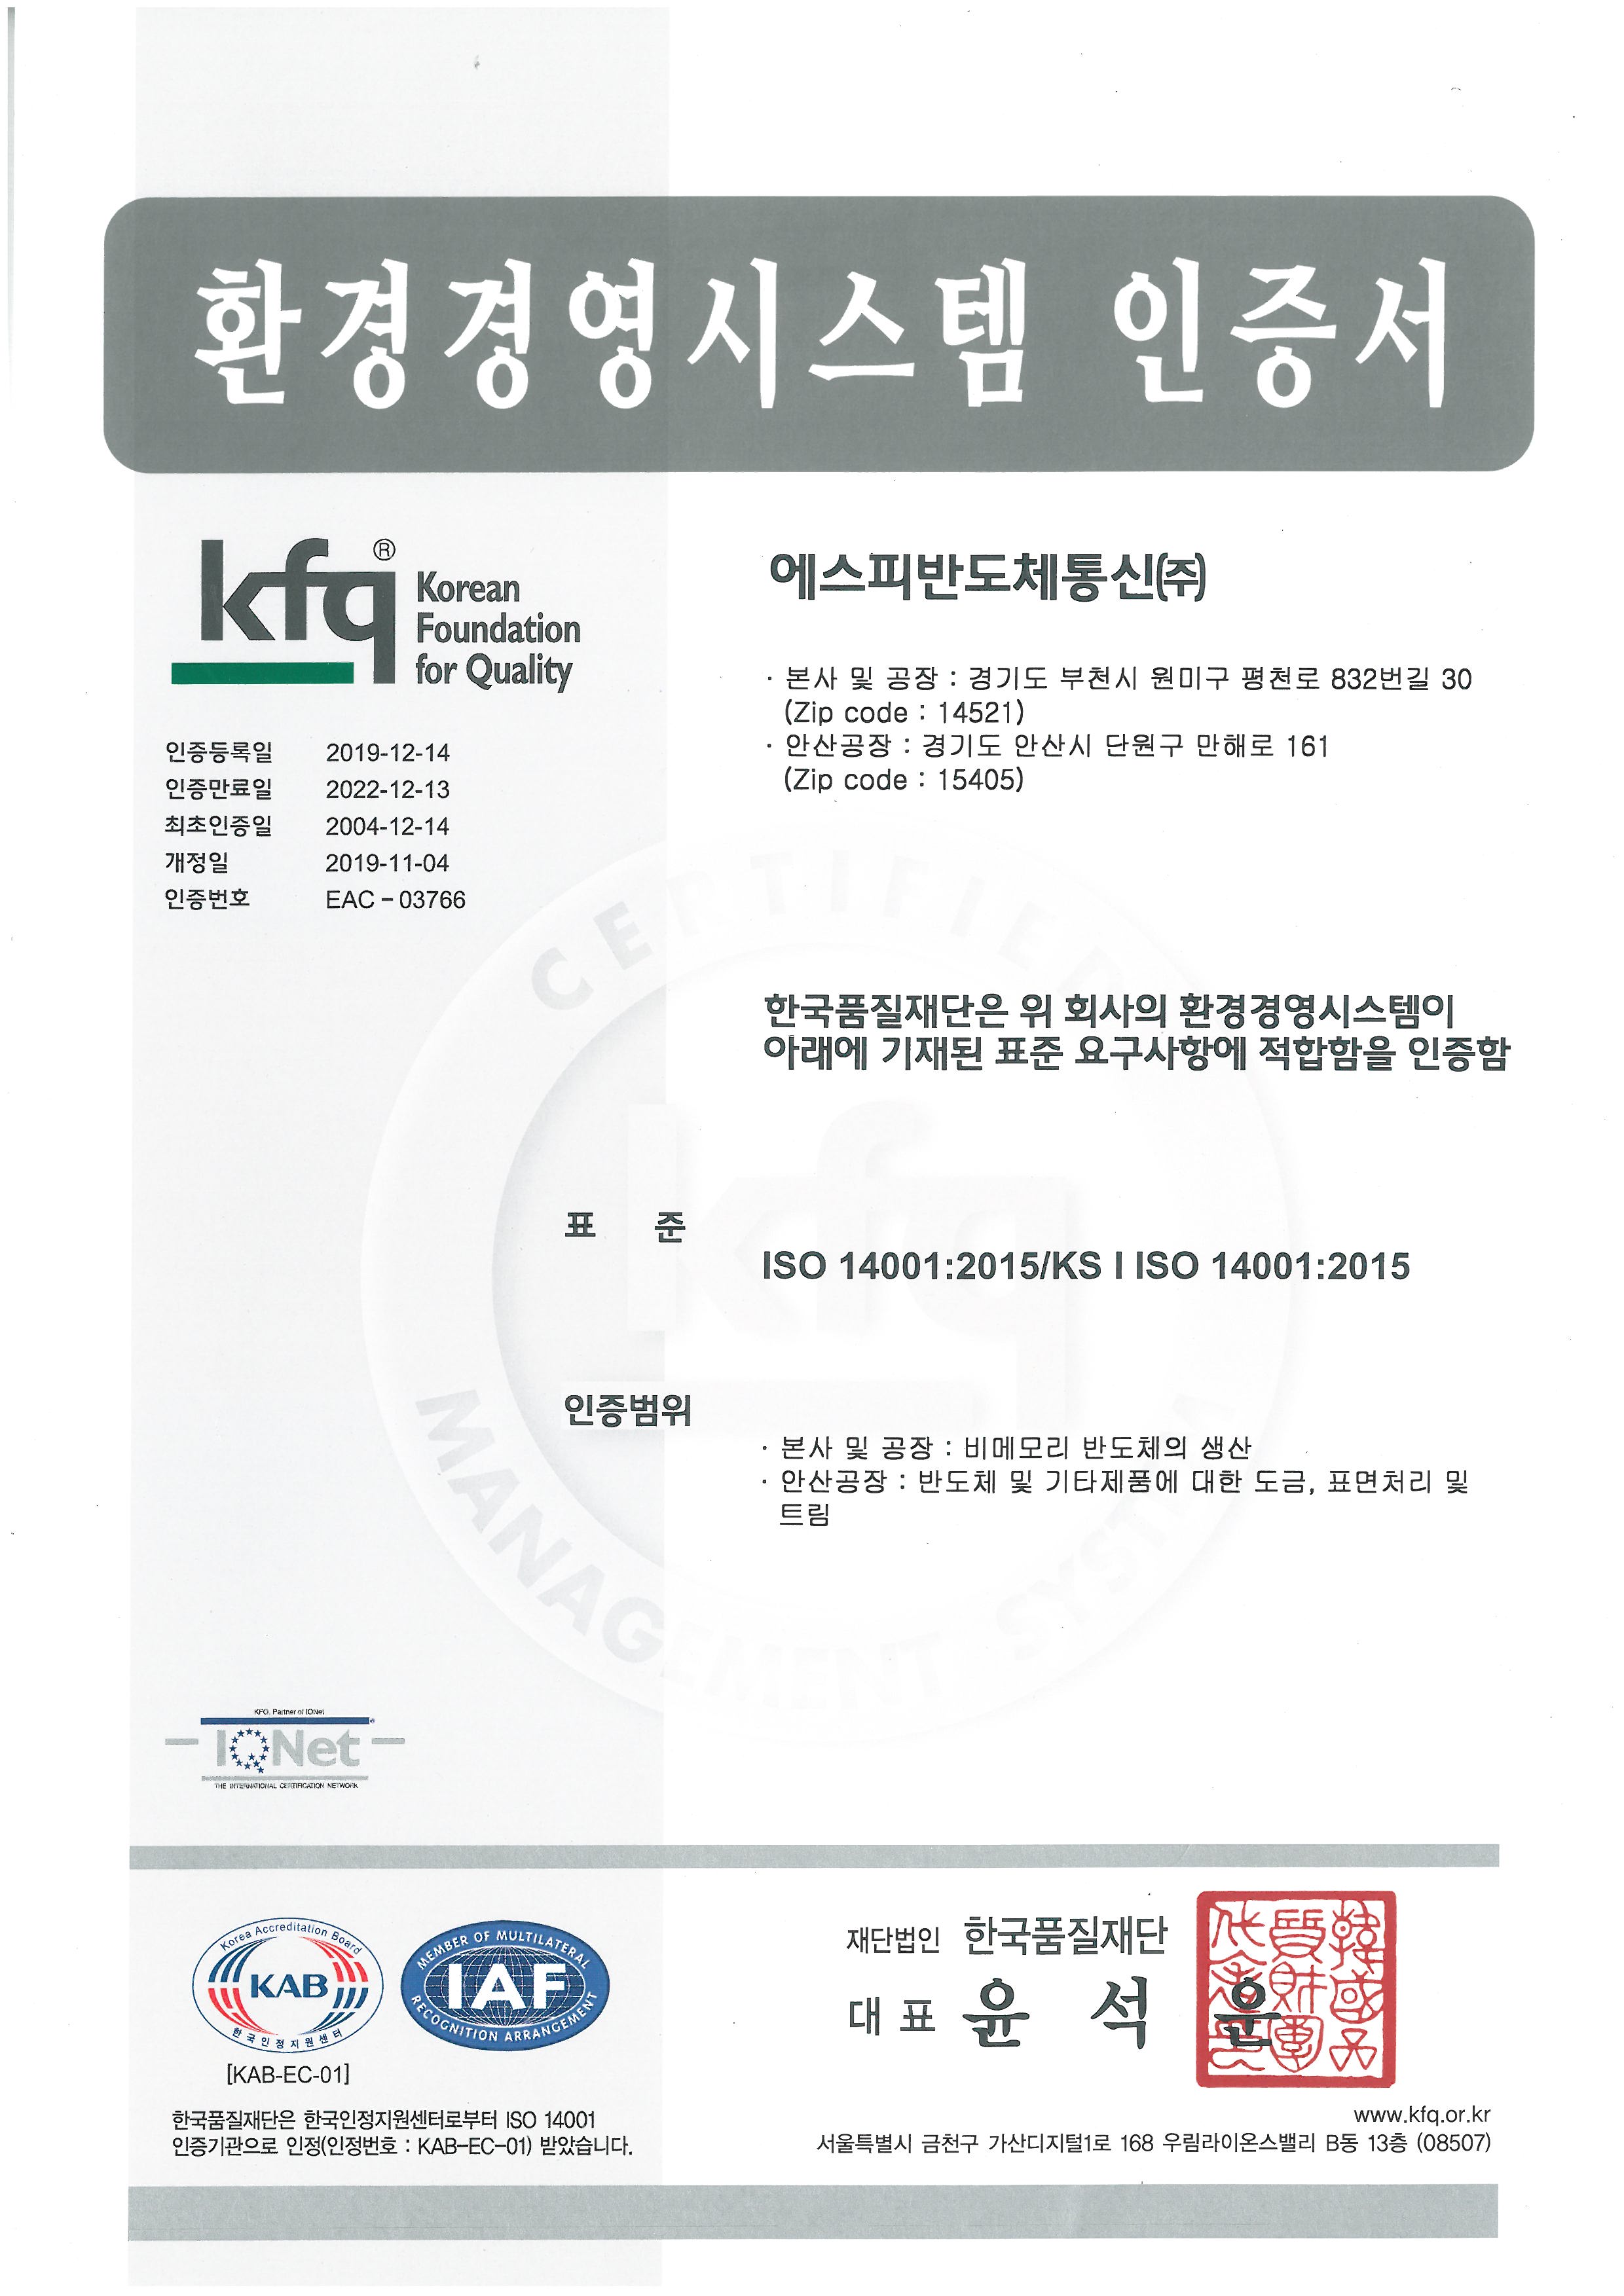 환경경영시스템 인증서
kfq®
Korean
Foundation
for Quality
인증등록일 2019-12-14
인증만료일 2022-12-13
최초인증일 2004-12-14
개정일 2019-11-04
인증번호 EAC-03766
에스피반도체통신(주)
· 본사 및 공장 : 경기도 부천시 원미구 평천로 832번길 30
(Zip code : 14521)
· 안산공장 : 경기도 안산시 단원구 만해로 161
(Zip code : 15405)
CERTIFIED
kfq
MANAGEMENT SYSTEM
한국품질재단은 위 회사의 환경경영시스템이
아래에 기재된 표준 요구사항에 적합함을 인증함
표 준
ISO 14001:2015/KS I ISO 14001:2015
인증범위
· 본사 및 공장 : 비메모리 반도체의 생산
· 안산공장 : 반도체 및 기타제품에 대한 도금, 표면처리 및
트림
KFQ, Partner of IQNet
IQNet
THE INTERNATIONAL CERTIFICATION NETWORK
Korea Accreditation Board
KAB
한국인정지원센터
[KAB-EC-01]
MEMBER OF MULTILATERAL
IAF
RECOGNITION ARRANGEMENT
한국품질재단은 한국인정지원센터로부터 ISO 14001
인증기관으로 인정(인정번호 : KAB-EC-01) 받았습니다.
재단법인 한국품질재단
대 표 윤 석 운
www.kfq.or.kr
서울특별시 금천구 가산디지털1로 168 우림라이온스밸리 B동 13층 (08507)